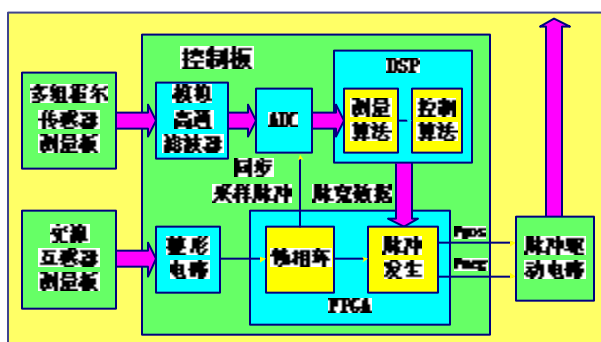 控制板
DSP
多组霍尔
传感器
测量板
模拟
高通
滤波器
ADC
测量
算法
控制
算法
同步
采样脉冲
脉宽数据
交流
互感器
测量板
整形
电路
锁相环
脉冲
发生
Ppos
Pneg
脉冲驱
动电路
FPGA